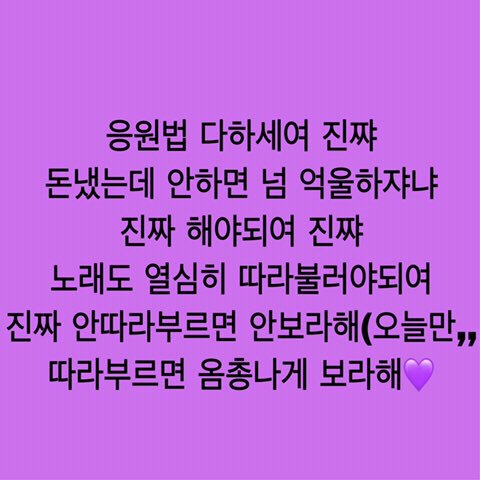 응원법 다하세여 진쨔
돈냈는데 안하면 넘 억울하쟈냐
진짜 해야되여 진쨔
노래도 열심히 따라불러야되여
진짜 안따라부르면 안보라해(오늘만,,
따라부르면 옴총나게 보라해💜